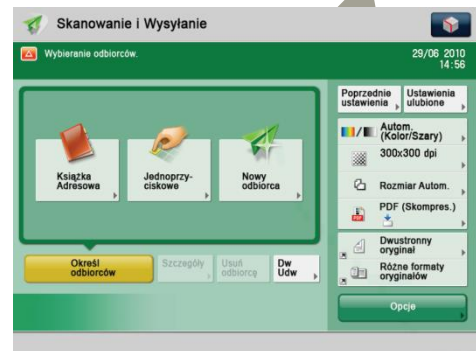 Skanowanie i Wysyłanie
Wybieranie odbiorców.
29/06 2010
14:56
Książka
Adresowa
Jednoprzy-
ciskowe
Nowy
odbiorca
Określ
odbiorców
Szczegóły
Usuń
odbiorcę
Dw
Udw
Poprzednie
ustawienia
Ustawienia
ulubione
Autom.
(Kolor/Szary)
300x300 dpi
Rozmiar Autom.
PDF (Skompres.)
Dwustronny
oryginał
Różne formaty
oryginałów
Opcje